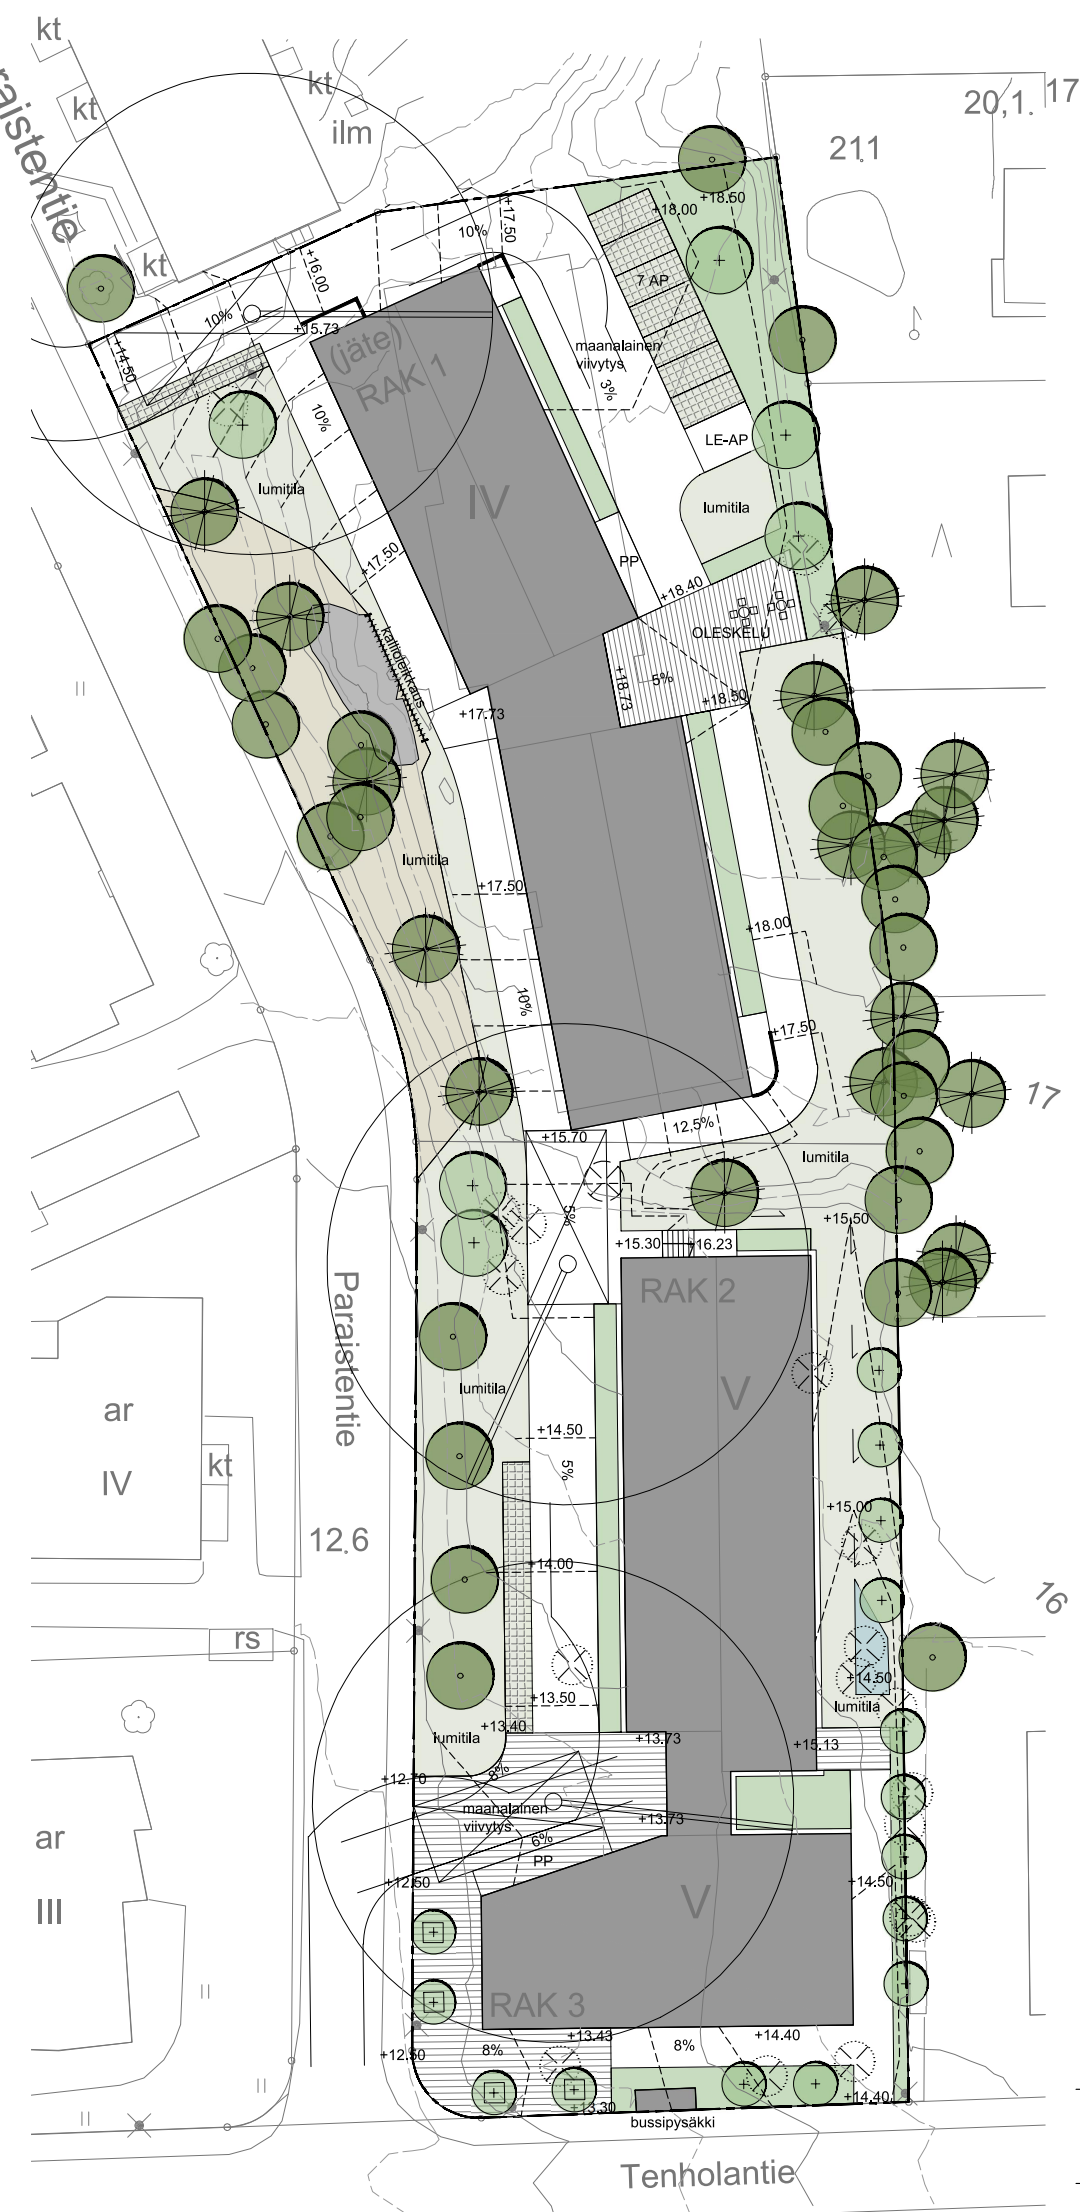 kt
kt
kt
ilm
kt
raistentie
20,1.
17
211
+17.50
10%
+16.00
+18.00
+18.50
7 AP
10%
+15.73
+14.50
(jäte)
RAK 1
maanalainen
viivytys
3%
10%
LE-AP
lumitila
lumitila
IV
+17.50
PP
+18.40
OLESKELU
kallioleikkaus
5%
+18.73
+18.50
+17.73
lumitila
+17.50
+18.00
10%
+17.50
17
12,5%
+15.70
lumitila
5%
+15.50
+15.30
+16.23
RAK 2
Paraistentie
lumitila
V
ar
IV
kt
+14.50
5%
+15.00
12.6
+14.00
16
rs
+14.50
lumitila
+13.50
lumitila
+13.40
+13.73
+15.13
8%
+12.70
maanalainen
viivytys
+13.73
6%
PP
ar
III
+12.50
+14.50
V
RAK 3
+13.43
+14.40
8%
8%
+12.50
+14.40
+13.30
bussipysäkki
Tenholantie